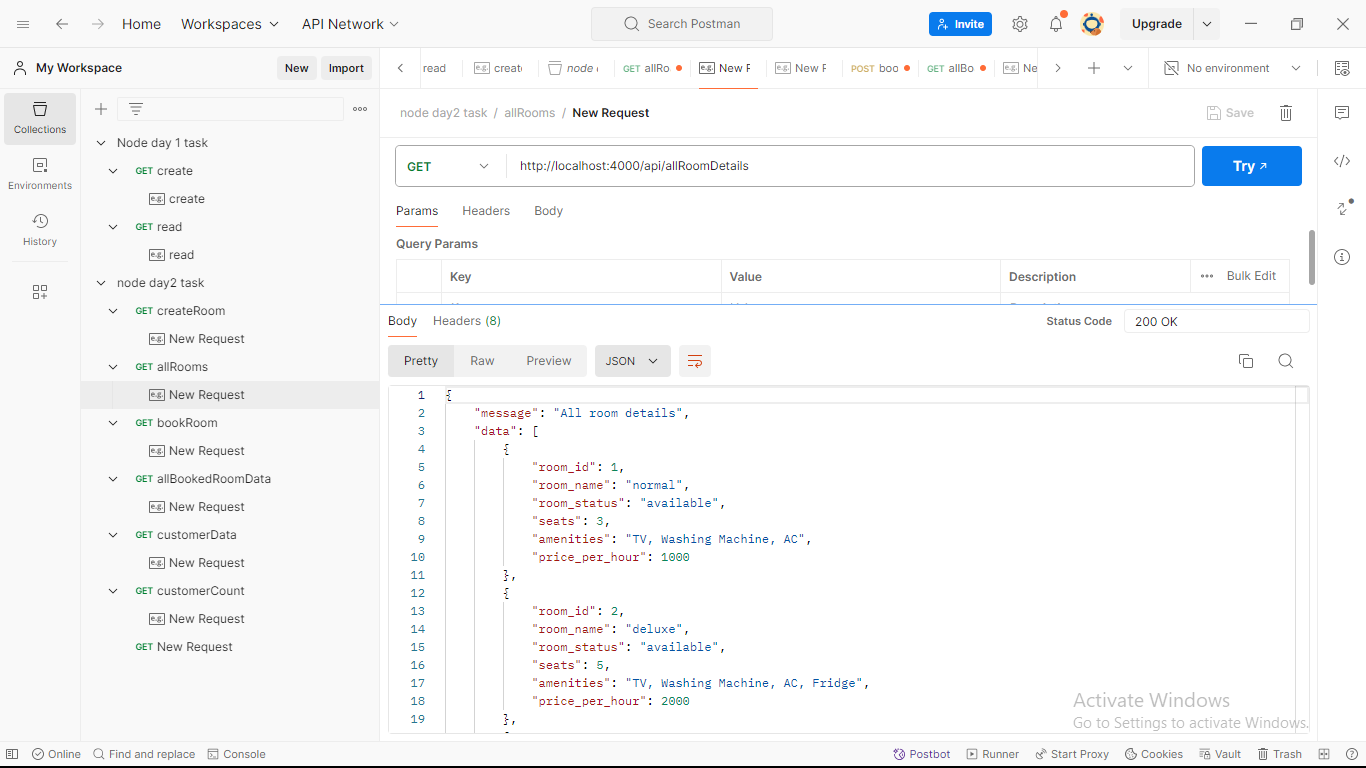 Home Workspaces API Network Search Postman Invite Upgrade
My Workspace New Import read e.g. creat node GET allRo e.g. New F e.g. New F POST boo GET allBo e.g. Ne No environment
node day2 task / allRooms / New Request Save
Collections
Environments
History
Node day 1 task
GET create
e.g. create
GET read
e.g. read
node day2 task
GET createRoom
e.g. New Request
GET allRooms
e.g. New Request
GET bookRoom
e.g. New Request
GET allBookedRoomData
e.g. New Request
GET customerData
e.g. New Request
GET customerCount
e.g. New Request
GET New Request
GET http://localhost:4000/api/allRoomDetails Try
Params Headers Body
Query Params
Key Value Description Bulk Edit
Body Headers (8) Status Code 200 OK
Pretty Raw Preview JSON
1 {
2 "message": "All room details",
3 "data": [
4 {
5 "room_id": 1,
6 "room_name": "normal",
7 "room_status": "available",
8 "seats": 3,
9 "amenities": "TV, Washing Machine, AC",
10 "price_per_hour": 1000
11 },
12 {
13 "room_id": 2,
14 "room_name": "deluxe",
15 "room_status": "available",
16 "seats": 5,
17 "amenities": "TV, Washing Machine, AC, Fridge",
18 "price_per_hour": 2000
19 },
Activate Windows
Go to Settings to activate Windows.
Online Find and replace Console Postbot Runner Start Proxy Cookies Vault Trash